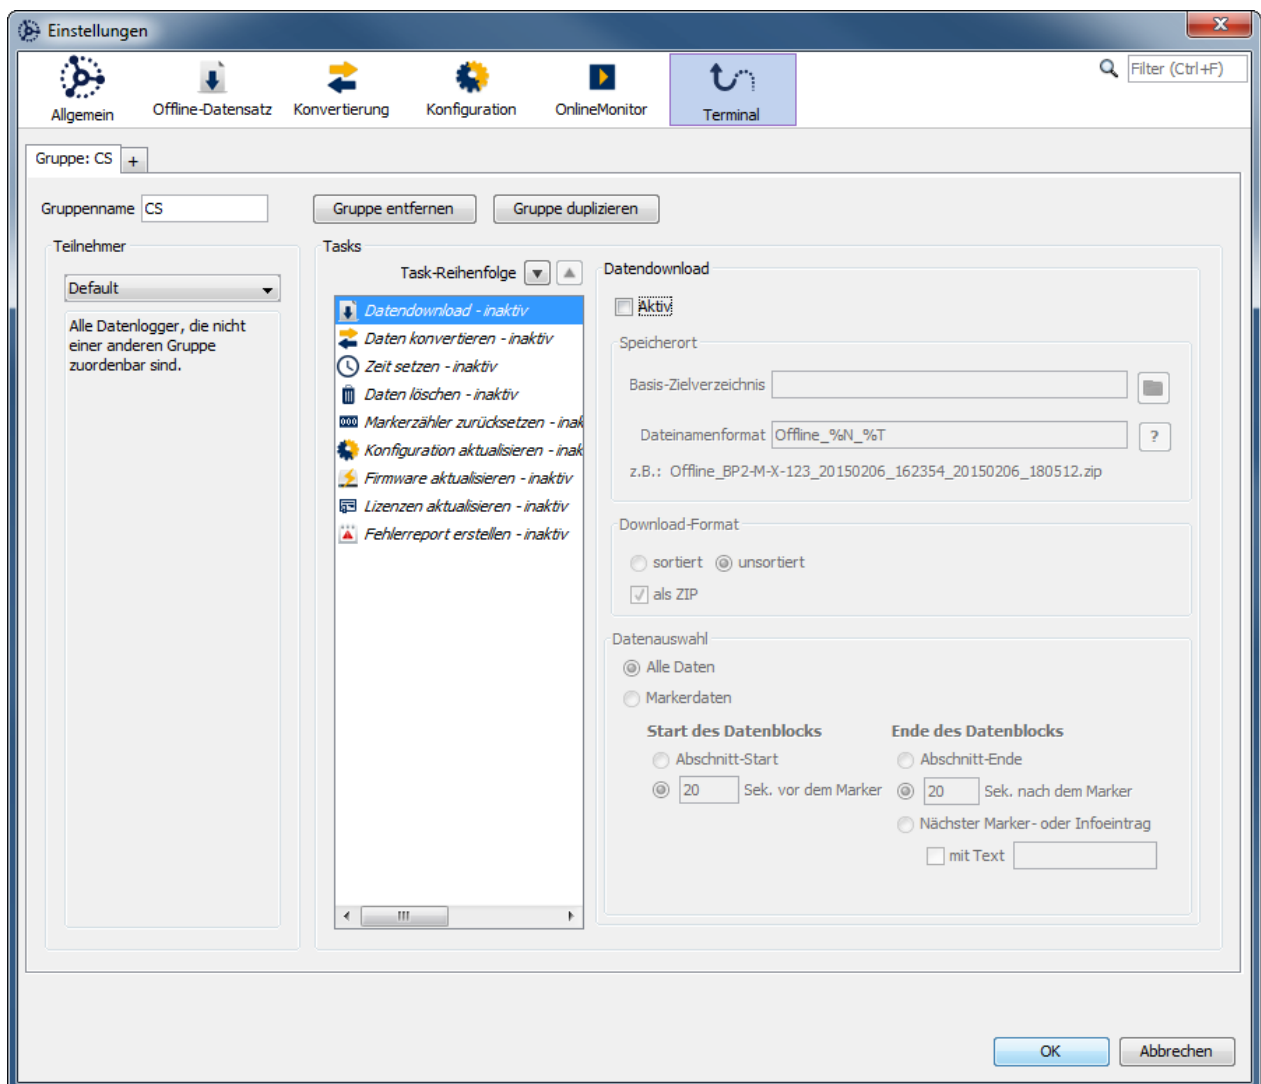 Einstellungen
Filter (Ctrl+F)
Allgemein
Offline-Datensatz
Konvertierung
Konfiguration
OnlineMonitor
Terminal
Gruppe: CS
+
Gruppenname CS
Gruppe entfernen
Gruppe duplizieren
Teilnehmer
Default
Alle Datenlogger, die nicht
einer anderen Gruppe
zuordenbar sind.
Tasks
Task-Reihenfolge
Datendownload - inaktiv
Daten konvertieren - inaktiv
Zeit setzen - inaktiv
Daten löschen - inaktiv
000 Markerzähler zurücksetzen - inak
Konfiguration aktualisieren - inak
Firmware aktualisieren - inaktiv
Lizenzen aktualisieren - inaktiv
Fehlerreport erstellen - inaktiv
Datendownload
Aktiv
Speicherort
Basis-Zielverzeichnis
Dateinamenformat Offline_%N_%T ?
z.B.: Offline_BP2-M-X-123_20150206_162354_20150206_180512.zip
Download-Format
sortiert unsortiert
als ZIP
Datenauswahl
Alle Daten
Markerdaten
Start des Datenblocks
Abschnitt-Start
20 Sek. vor dem Marker
Ende des Datenblocks
Abschnitt-Ende
20 Sek. nach dem Marker
Nächster Marker- oder Infoeintrag
mit Text
OK
Abbrechen